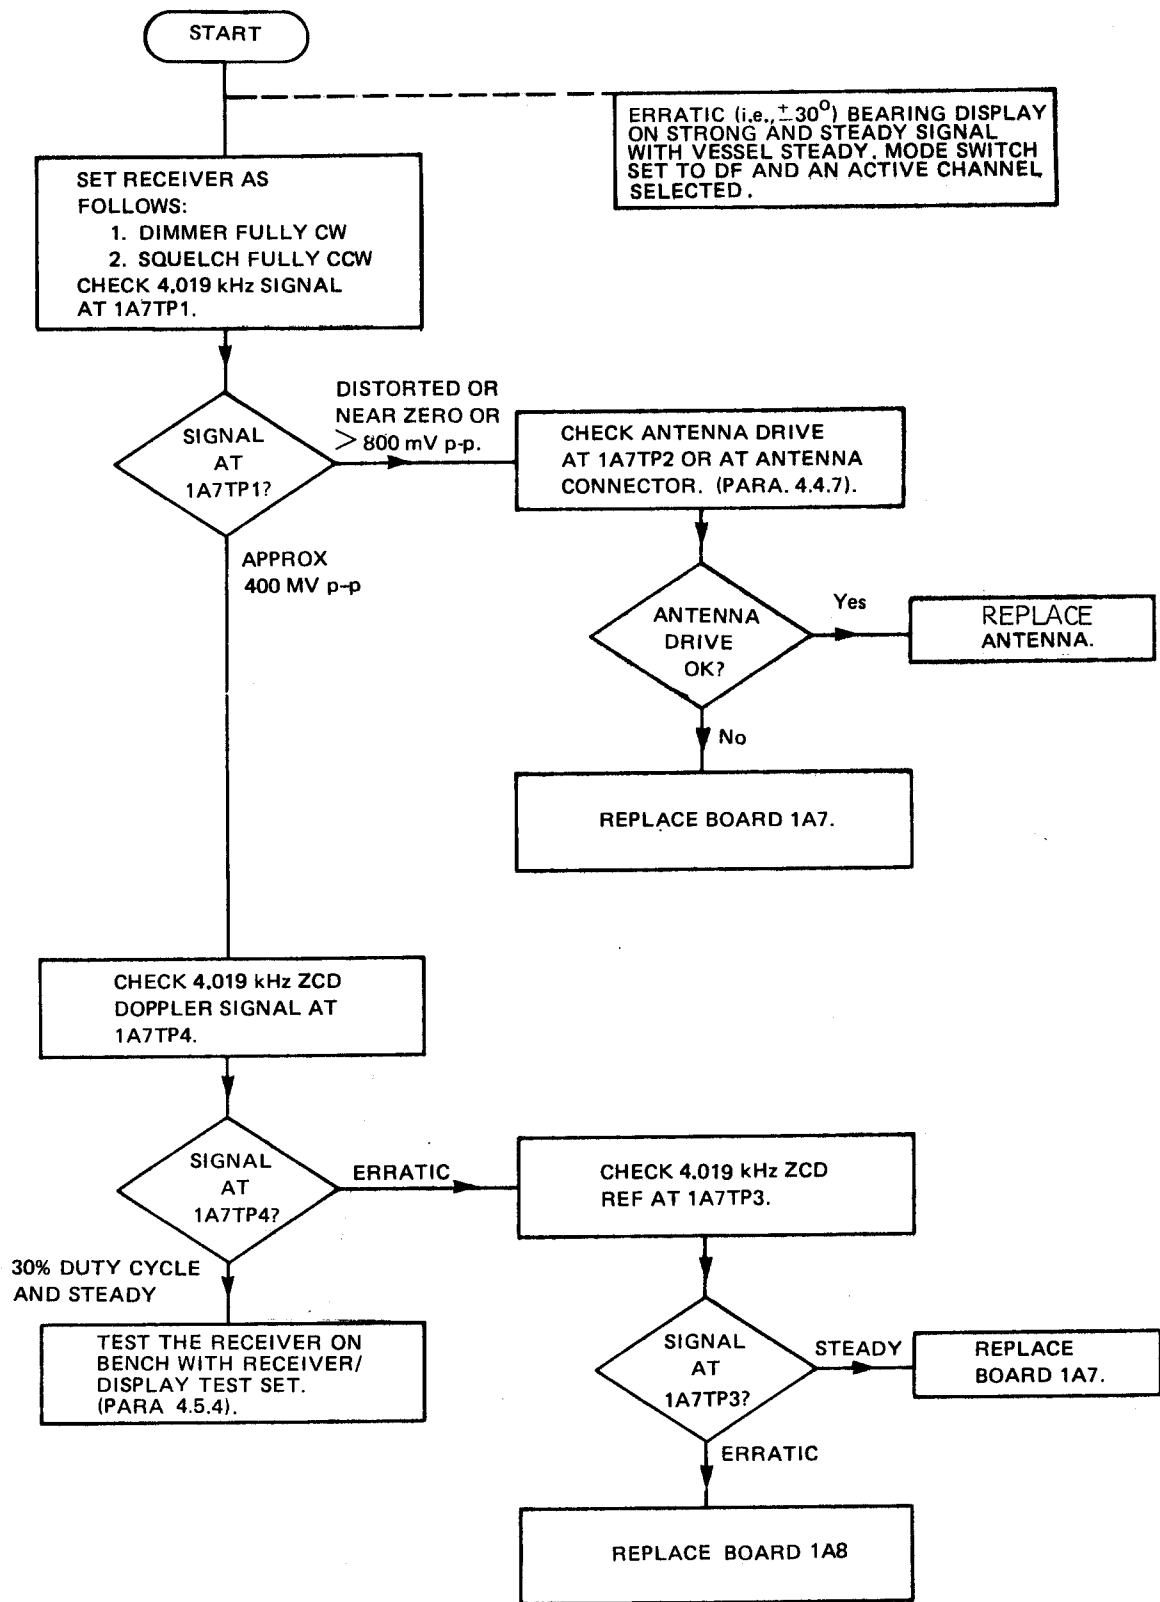 START
ERRATIC (i.e., ±30°) BEARING DISPLAY
ON STRONG AND STEADY SIGNAL
WITH VESSEL STEADY. MODE SWITCH
SET TO DF AND AN ACTIVE CHANNEL
SELECTED.
SET RECEIVER AS
FOLLOWS:
1. DIMMER FULLY CW
2. SQUELCH FULLY CCW
CHECK 4.019 kHz SIGNAL
AT 1A7TP1.
SIGNAL
AT
1A7TP1?
DISTORTED OR
NEAR ZERO OR
> 800 mV p-p.
CHECK ANTENNA DRIVE
AT 1A7TP2 OR AT ANTENNA
CONNECTOR. (PARA. 4.4.7).
APPROX
400 MV p-p
ANTENNA
DRIVE
OK?
Yes
REPLACE
ANTENNA.
No
REPLACE BOARD 1A7.
CHECK 4.019 kHz ZCD
DOPPLER SIGNAL AT
1A7TP4.
SIGNAL
AT
1A7TP4?
ERRATIC
CHECK 4.019 kHz ZCD
REF AT 1A7TP3.
30% DUTY CYCLE
AND STEADY
TEST THE RECEIVER ON
BENCH WITH RECEIVER/
DISPLAY TEST SET.
(PARA 4.5.4).
SIGNAL
AT
1A7TP3?
STEADY
REPLACE
BOARD 1A7.
ERRATIC
REPLACE BOARD 1A8